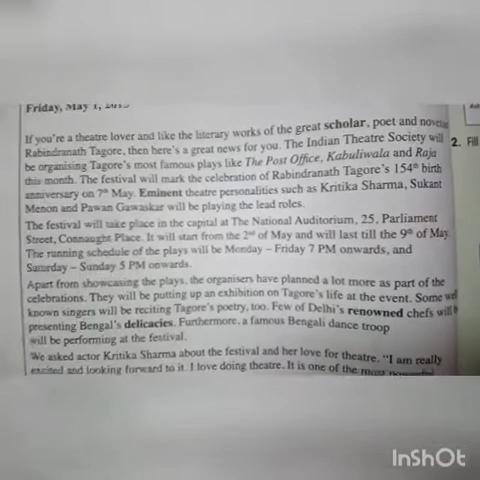 Friday, May 1, 2015
If you're a theatre lover and like the literary works of the great scholar, poet and novelist
Rabindranath Tagore, then here's a great news for you. The Indian Theatre Society will
be organising Tagore's most famous plays like The Post Office, Kabuliwala and Raja
this month. The festival will mark the celebration of Rabindranath Tagore's 154th birth
anniversary on 7th May. Eminent theatre personalities such as Kritika Sharma, Sukant
Menon and Pawan Gawaskar will be playing the lead roles.
The festival will take place in the capital at The National Auditorium, 25, Parliament
Street, Connaught Place. It will start from the 2nd of May and will last till the 9th of May.
The running schedule of the plays will be Monday – Friday 7 PM onwards, and
Saturday – Sunday 5 PM onwards.
Apart from showcasing the plays, the organisers have planned a lot more as part of the
celebrations. They will be putting up an exhibition on Tagore's life at the event. Some well
known singers will be reciting Tagore's poetry, too. Few of Delhi's renowned chefs will
presenting Bengal's delicacies. Furthermore, a famous Bengali dance troop
will be performing at the festival.
We asked actor Kritika Sharma about the festival and her love for theatre. "I am really
excited and looking forward to it. I love doing theatre. It is one of the most
2. Fill
InShOt